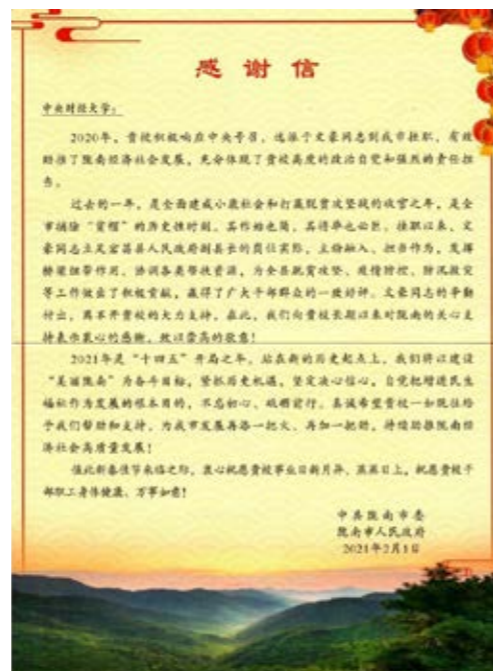 感谢信
中央财经大学：
2020年，贵校积极响应中央号召，选派于文豪同志到我市挂职，有效
助推了陇南经济社会发展，充分体现了贵校高度的政治自觉和强烈的责任担
当。
过去的一年，是全面建成小康社会和打赢脱贫攻坚战的收官之年，是全
市摘除“贫帽”的历史性时刻。其作始也简，其将毕也必巨。挂职以来，文
豪同志立足宕昌县人民政府副县长的岗位实际，主动融入、担当作为，发挥
桥梁纽带作用，协调各类帮扶资源，为全县脱贫攻坚、疫情防控、防汛救灾
等工作做出了积极贡献，赢得了广大干部群众的一致好评。文豪同志的辛勤
付出，离不开贵校的大力支持，在此，我们向贵校长期以来对陇南的关心支
持表示衷心的感谢，致以崇高的敬意！
2021年是“十四五”开局之年，站在新的历史起点上，我们将以建设
“美丽陇南”为奋斗目标，紧抓历史机遇，坚定决心信心，自觉把增进民生
福祉作为发展的根本目的，不忘初心、砥砺前行。真诚希望贵校一如既往给
予我们帮助和支持，为我市发展再添一把火、再加一把劲，持续助推陇南经
济社会高质量发展！
值此新春佳节来临之际，衷心祝愿贵校事业日新月异、蒸蒸日上，祝愿贵校干
部职工身体健康、万事如意！
中共陇南市委
陇南市人民政府
2021年2月1日